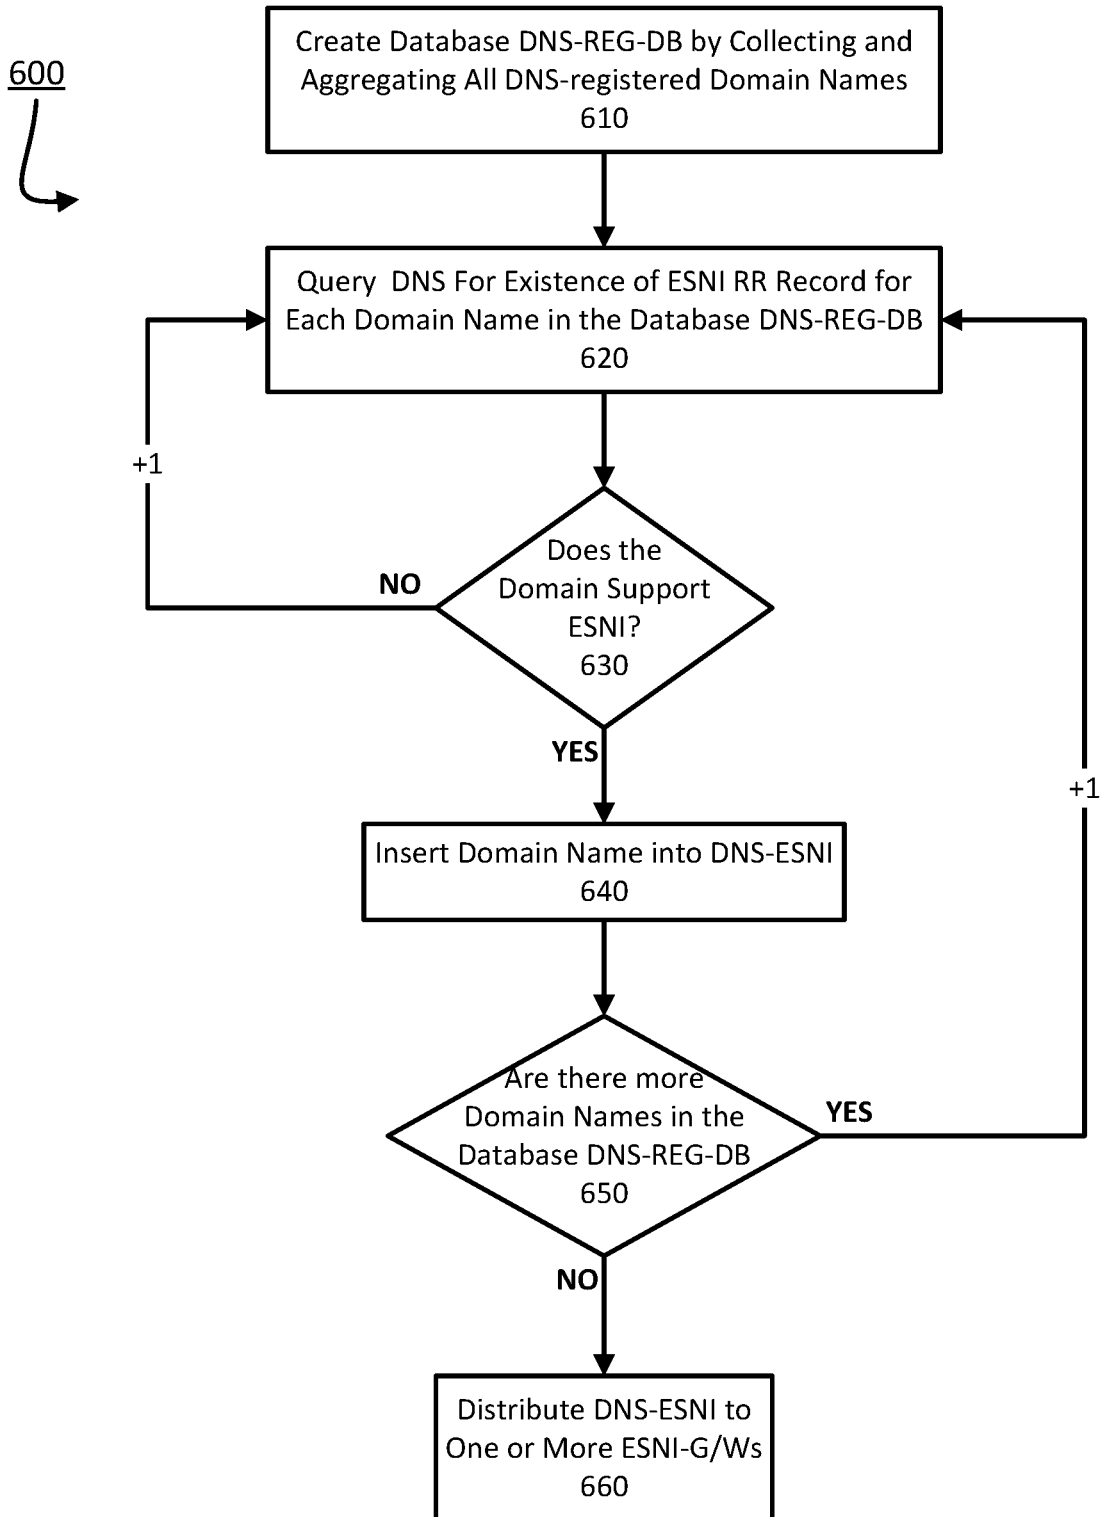 600
Create Database DNS-REG-DB by Collecting and
Aggregating All DNS-registered Domain Names
610
Query  DNS For Existence of ESNI RR Record for
Each Domain Name in the Database DNS-REG-DB
620
+1
Does the
Domain Support
ESNI?
630
NO
YES
+1
Insert Domain Name into DNS-ESNI
640
Are there more
Domain Names in the
Database DNS-REG-DB
650
YES
NO
Distribute DNS-ESNI to
One or More ESNI-G/Ws
660